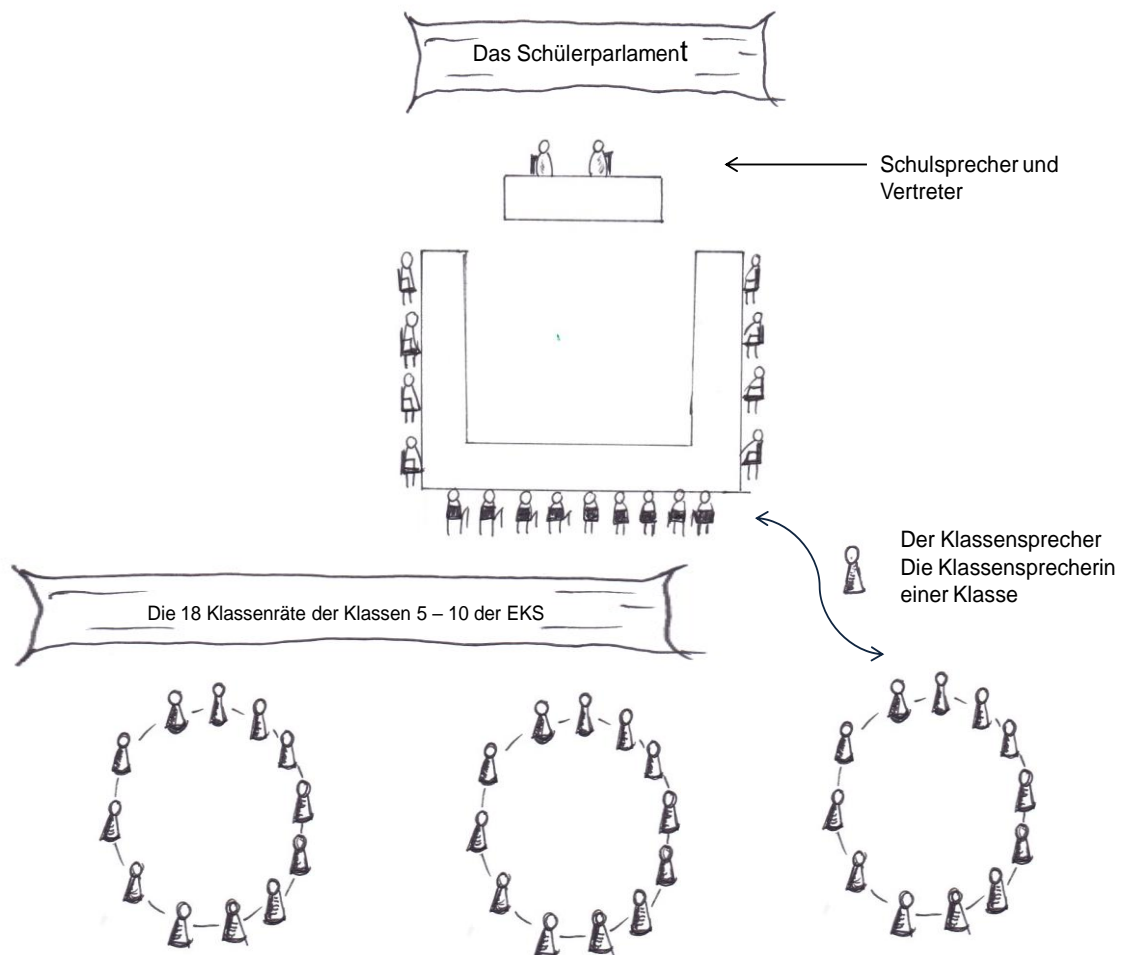 Das Schülerparlament
Schulsprecher und
Vertreter
Der Klassensprecher
Die Klassensprecherin
einer Klasse
Die 18 Klassenräte der Klassen 5 – 10 der EKS